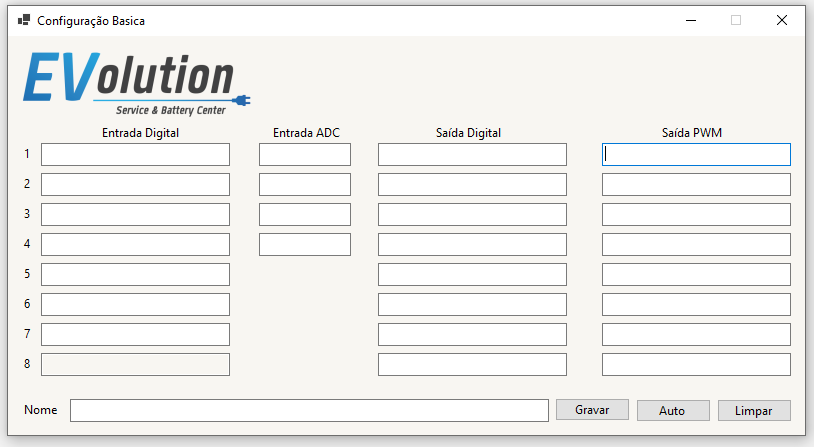 Configuração Basica
EVolution
Service & Battery Center
Entrada Digital Entrada ADC Saída Digital Saída PWM
1
2
3
4
5
6
7
8
Nome Gravar Auto Limpar